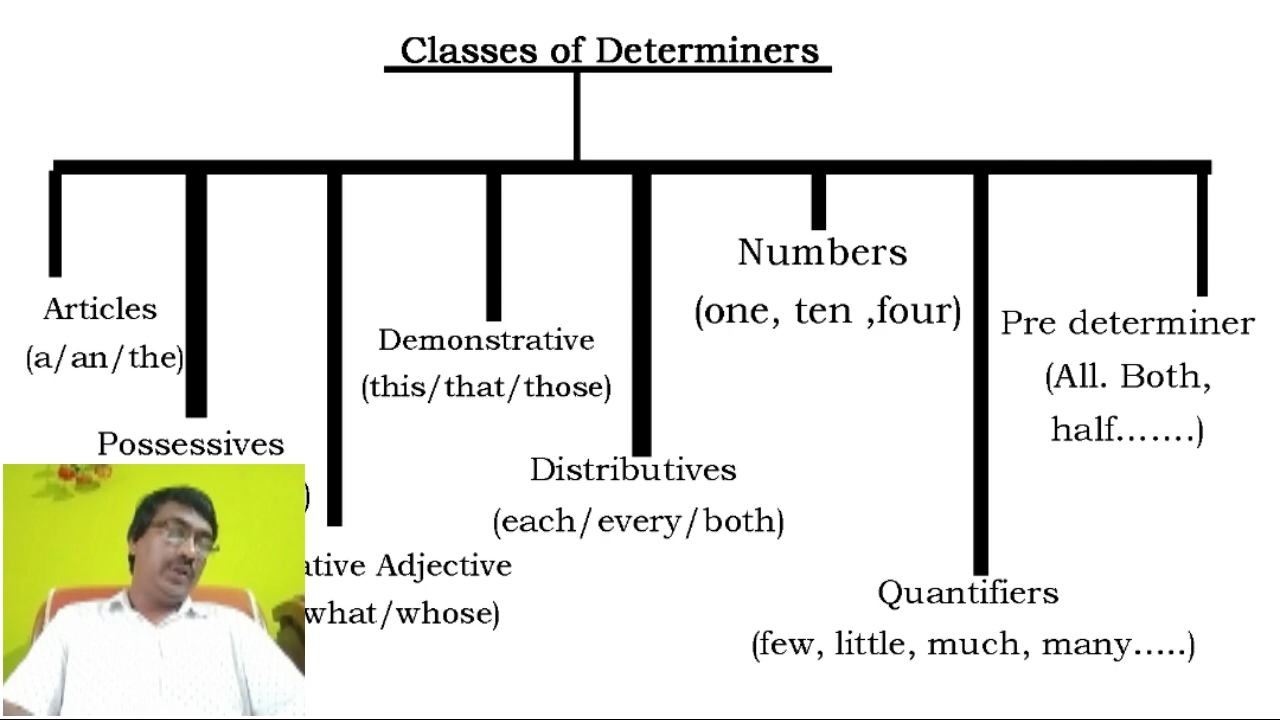 Classes of Determiners
Articles
(a/an/the)
Possessives
)
Adjective
what/whose)
Demonstrative
(this/that/those)
Distributives
(each/every/both)
Numbers
(one, ten ,four)
Quantifiers
(few, little, much, many.....)
Pre determiner
(All. Both,
half.......)